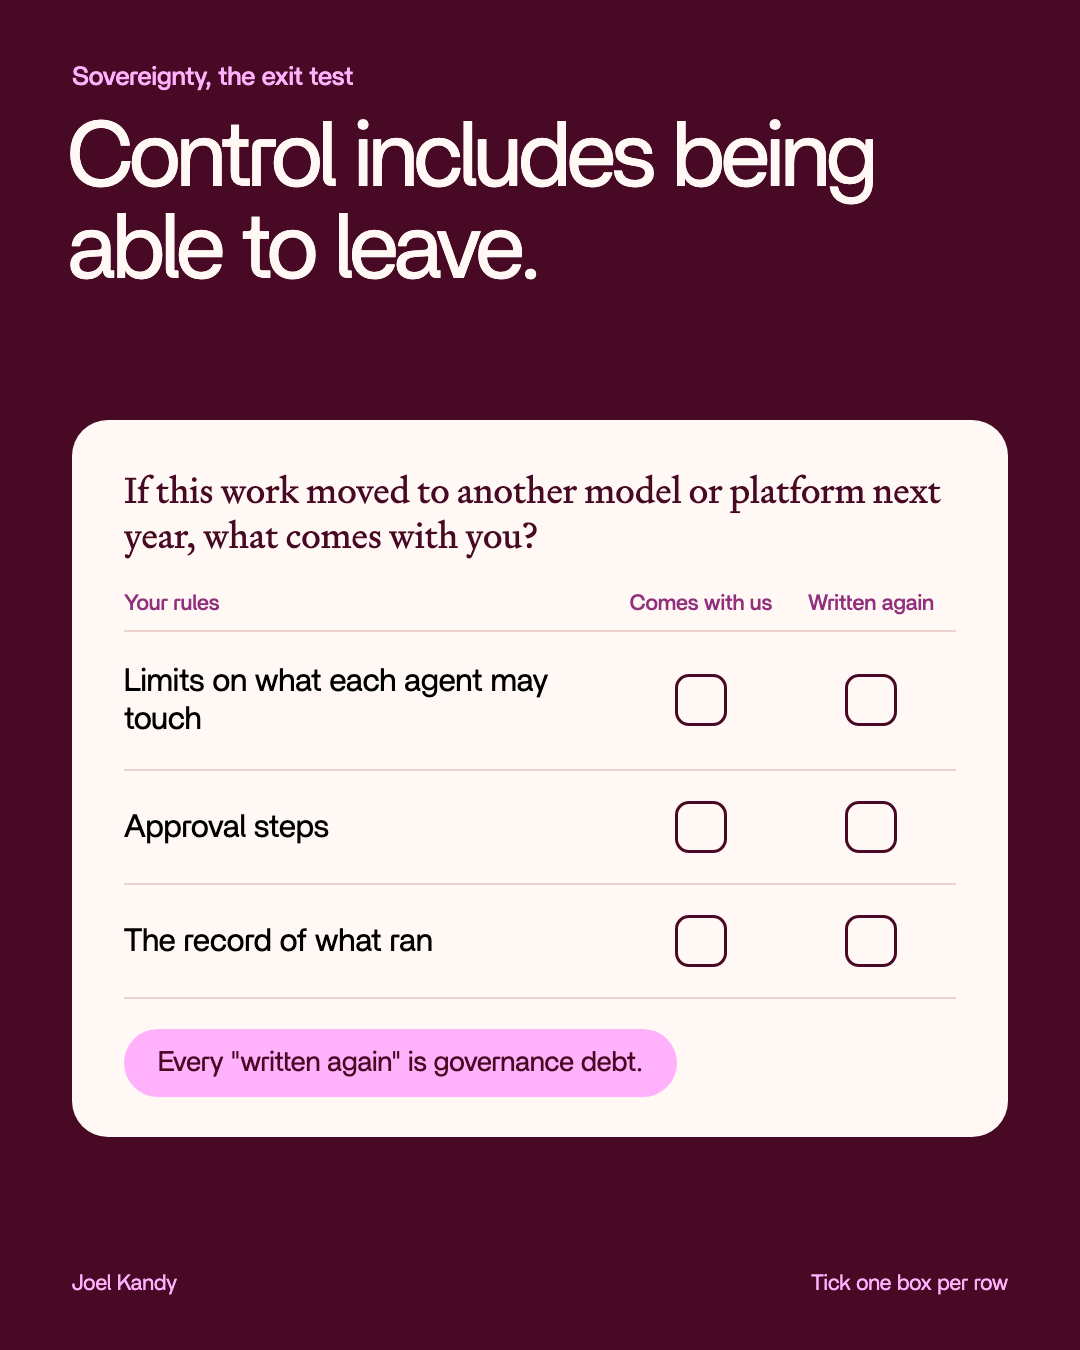 Sovereignty, the exit test
Control includes being
able to leave.
If this work moved to another model or platform next
year, what comes with you?
Your rules Comes with us Written again
Limits on what each agent may
touch
Approval steps
The record of what ran
Every "written again" is governance debt.
Joel Kandy Tick one box per row